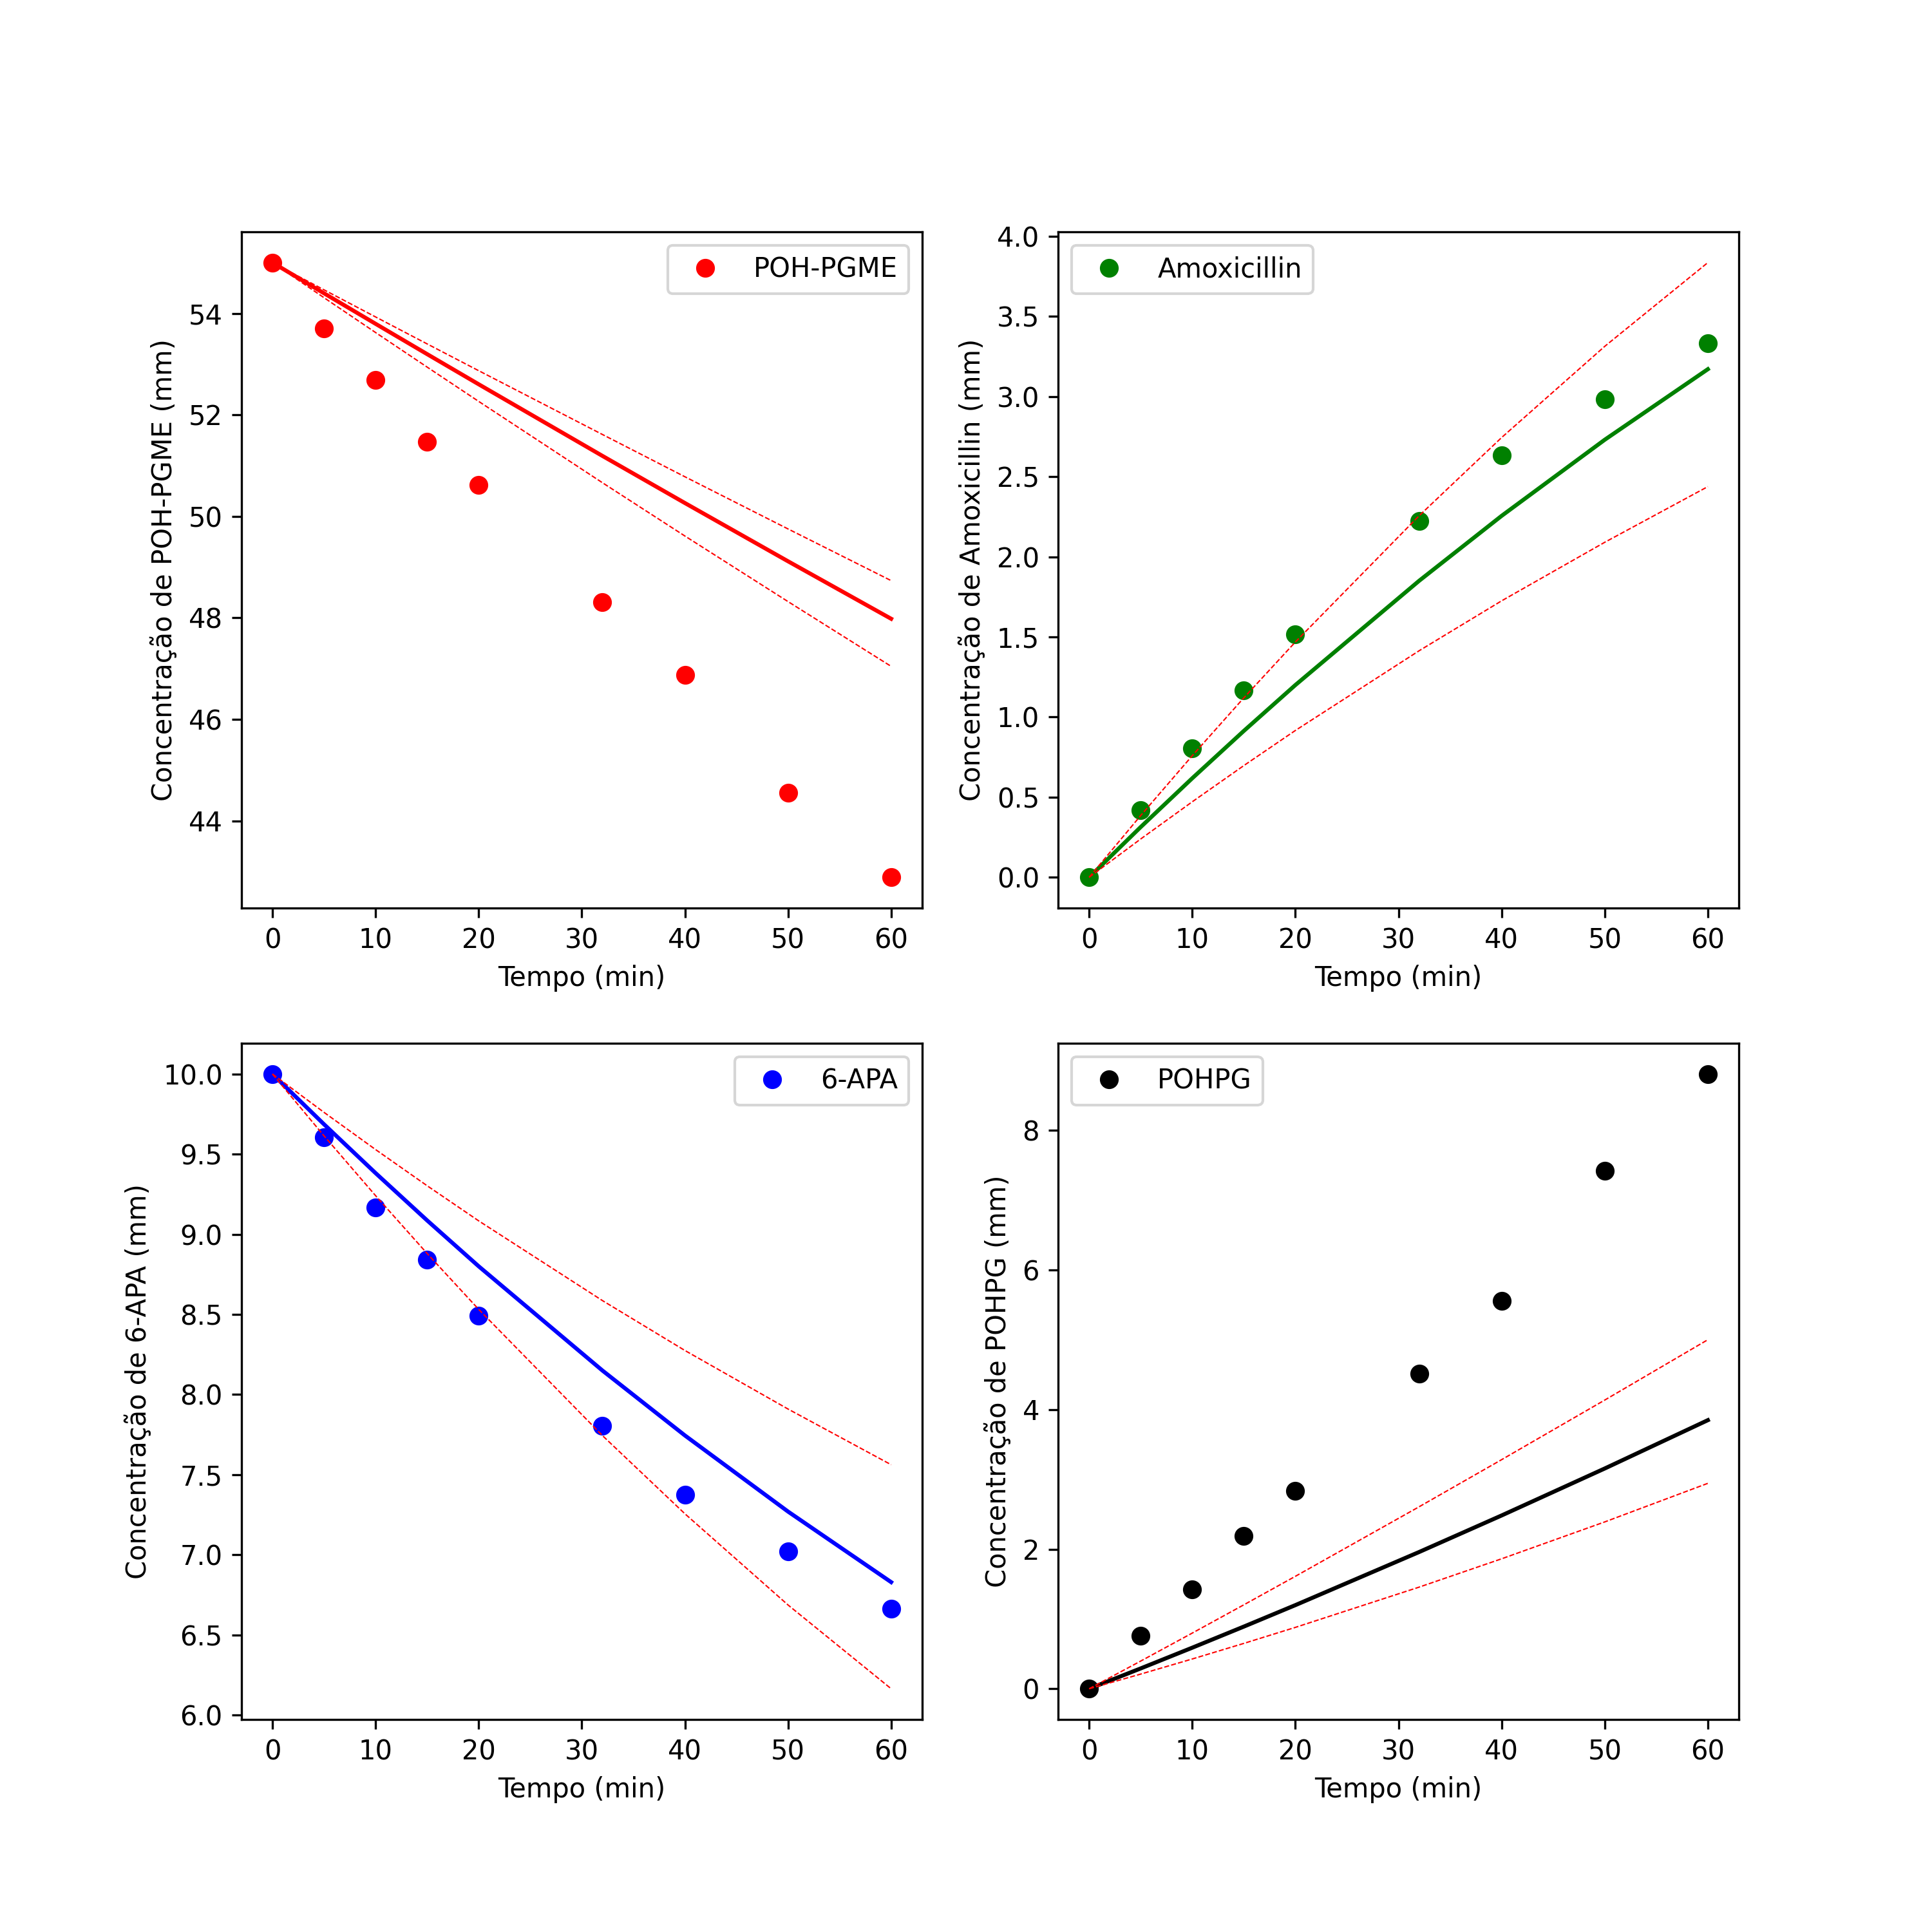 POH-PGME
54
52
50
48
46
44
0 10 20 30 40 50 60
Tempo (min)
Concentração de POH-PGME (mm)
Amoxicillin
4.0
3.5
3.0
2.5
2.0
1.5
1.0
0.5
0.0
0 10 20 30 40 50 60
Tempo (min)
Concentração de Amoxicillin (mm)
6-APA
10.0
9.5
9.0
8.5
8.0
7.5
7.0
6.5
6.0
0 10 20 30 40 50 60
Tempo (min)
Concentração de 6-APA (mm)
POHPG
8
6
4
2
0
0 10 20 30 40 50 60
Tempo (min)
Concentração de POHPG (mm)